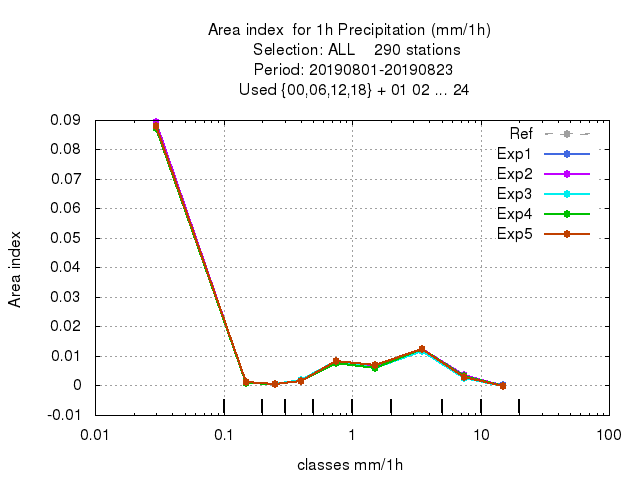 Area index for 1h Precipitation (mm/1h)
Selection: ALL 290 stations
Period: 20190801-20190823
Used {00,06,12,18} + 01 02 ... 24
0.09
0.08
0.07
0.06
0.05
0.04
0.03
0.02
0.01
0
-0.01
Area index
Ref
Exp1
Exp2
Exp3
Exp4
Exp5
0.01
0.1
1
10
100
classes mm/1h